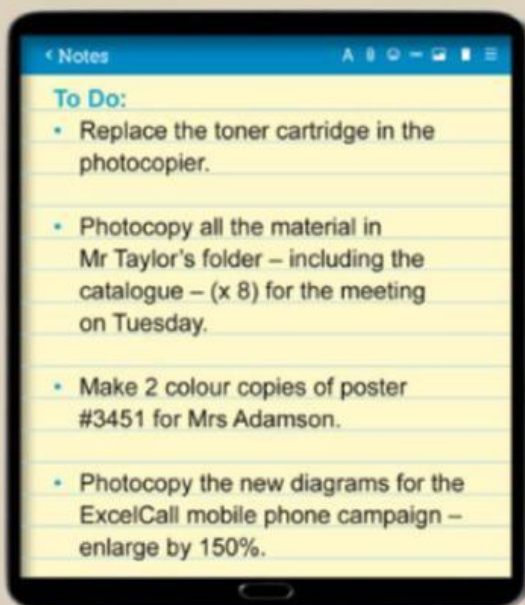 < Notes
To Do:
• Replace the toner cartridge in the
photocopier.
• Photocopy all the material in
Mr Taylor's folder – including the
catalogue – (x 8) for the meeting
on Tuesday.
• Make 2 colour copies of poster
#3451 for Mrs Adamson.
• Photocopy the new diagrams for the
ExcelCall mobile phone campaign –
enlarge by 150%.